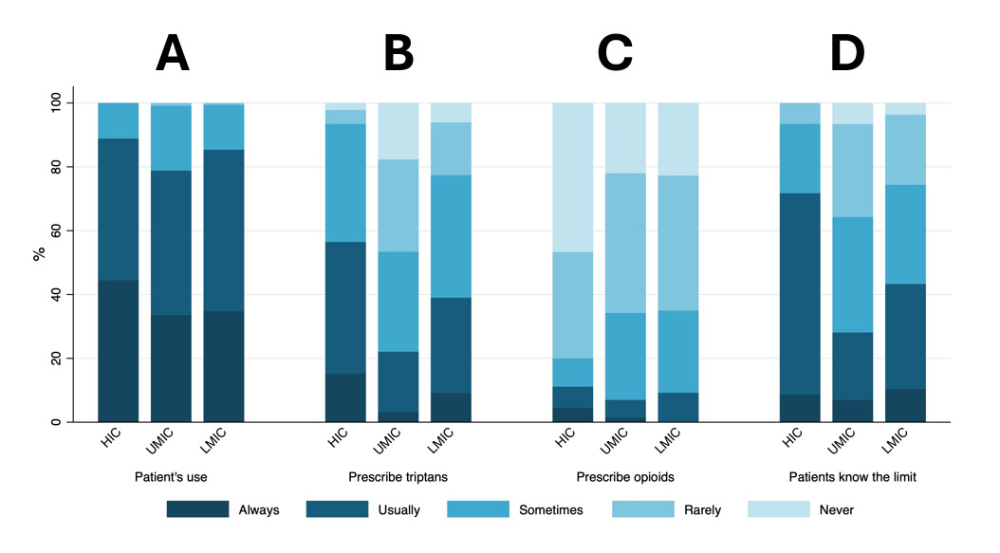 A B C D
100
80
60
40
20
0
%
HIC UMIC LMIC HIC UMIC LMIC HIC UMIC LMIC HIC UMIC LMIC
Patient's use Prescribe triptans Prescribe opioids Patients know the limit
Always Usually Sometimes Rarely Never